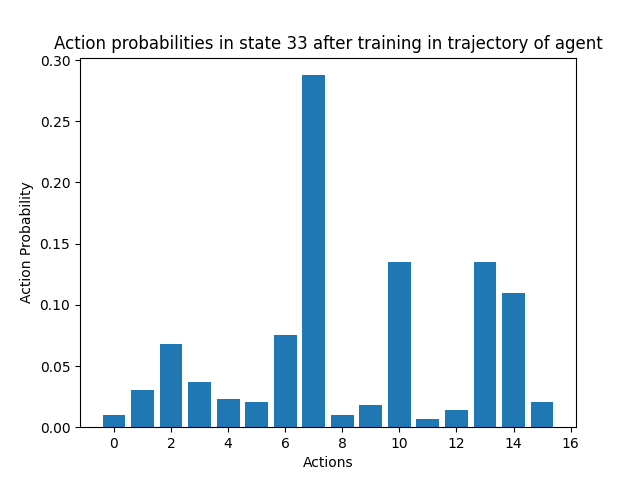 Action probabilities in state 33 after training in trajectory of agent
0.30
0.25
0.20
0.15
0.10
0.05
0.00
Action Probability
0 2 4 6 8 10 12 14 16
Actions